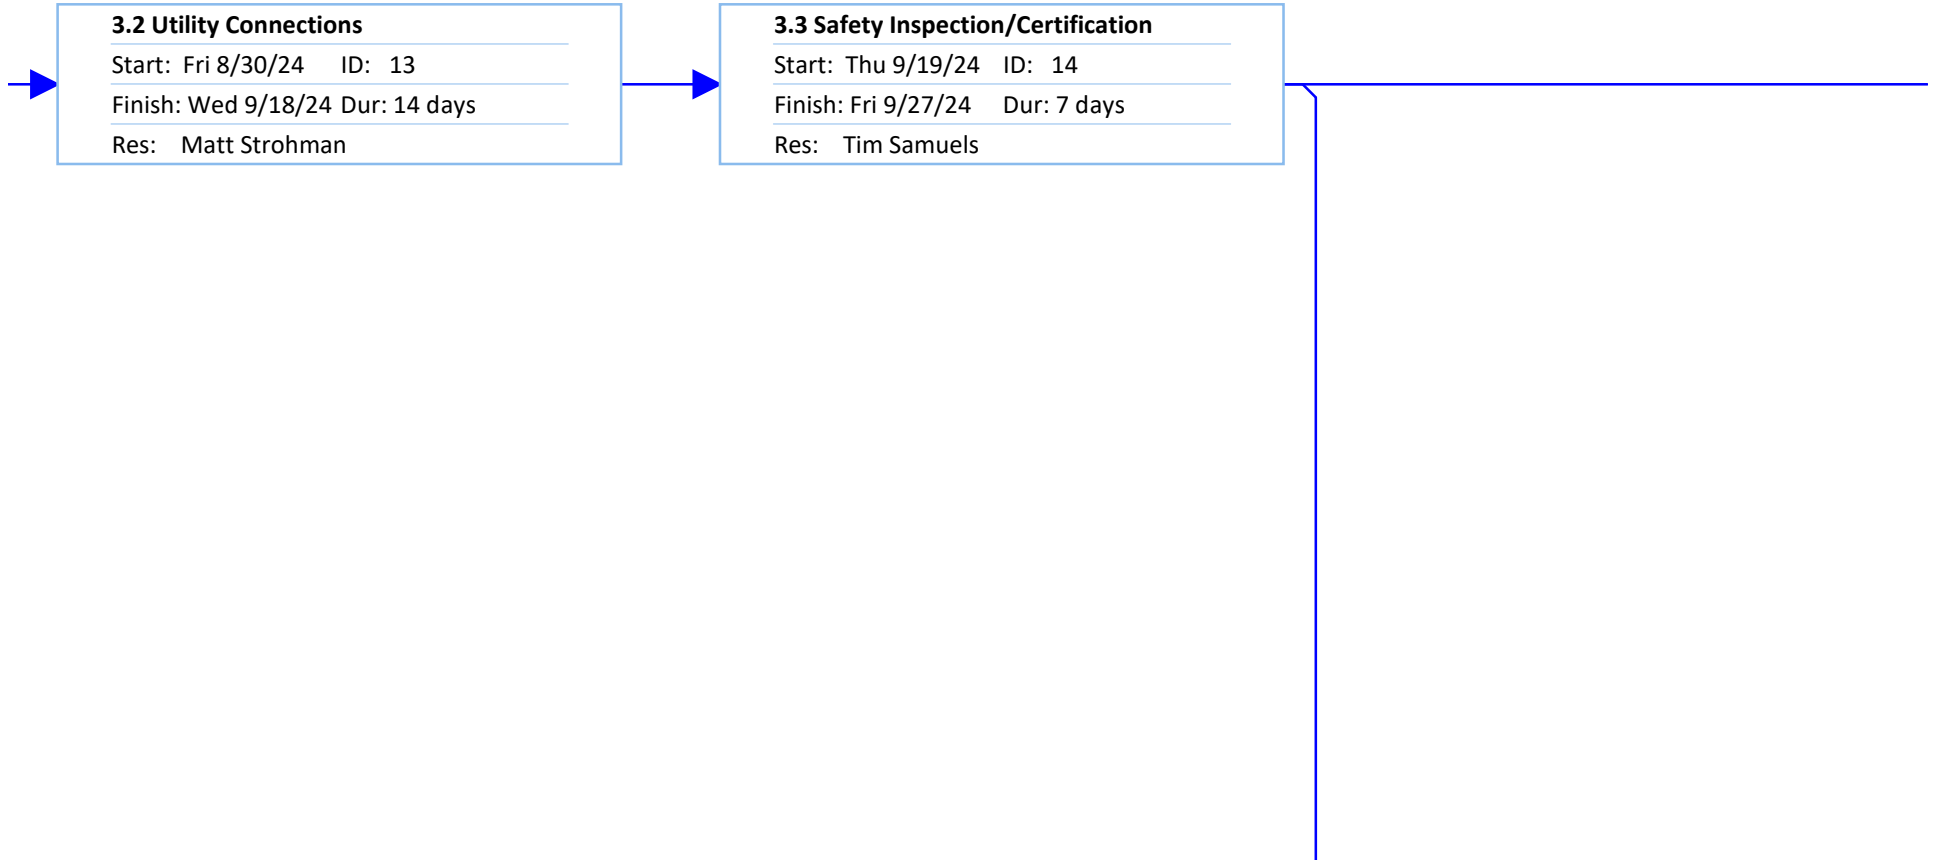 3.2 Utility Connections
Start: Fri 8/30/24 ID: 13
Finish: Wed 9/18/24 Dur: 14 days
Res: Matt Strohman
3.3 Safety Inspection/Certification
Start: Thu 9/19/24 ID: 14
Finish: Fri 9/27/24 Dur: 7 days
Res: Tim Samuels